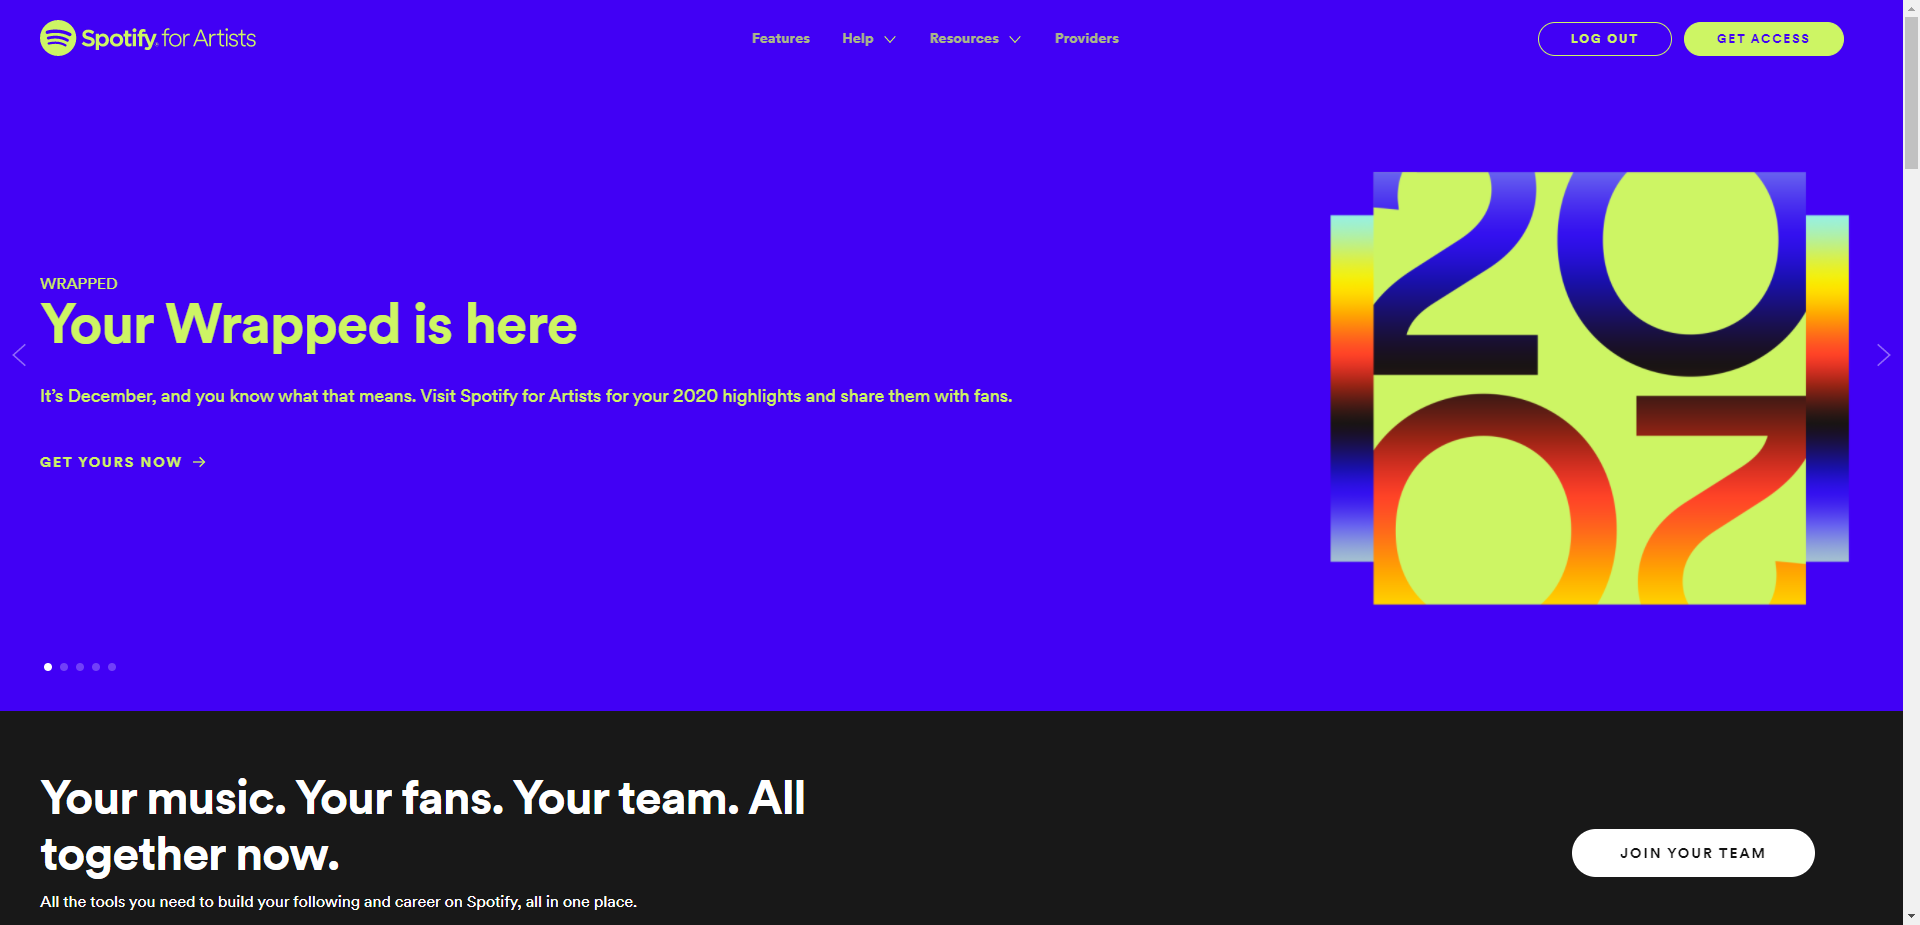 Spotify for Artists
Features
Help
Resources
Providers
LOG OUT
GET ACCESS
WRAPPED
Your Wrapped is here
It's December, and you know what that means. Visit Spotify for Artists for your 2020 highlights and share them with fans.
GET YOURS NOW →
20
20
Your music. Your fans. Your team. All
together now.
All the tools you need to build your following and career on Spotify, all in one place.
JOIN YOUR TEAM